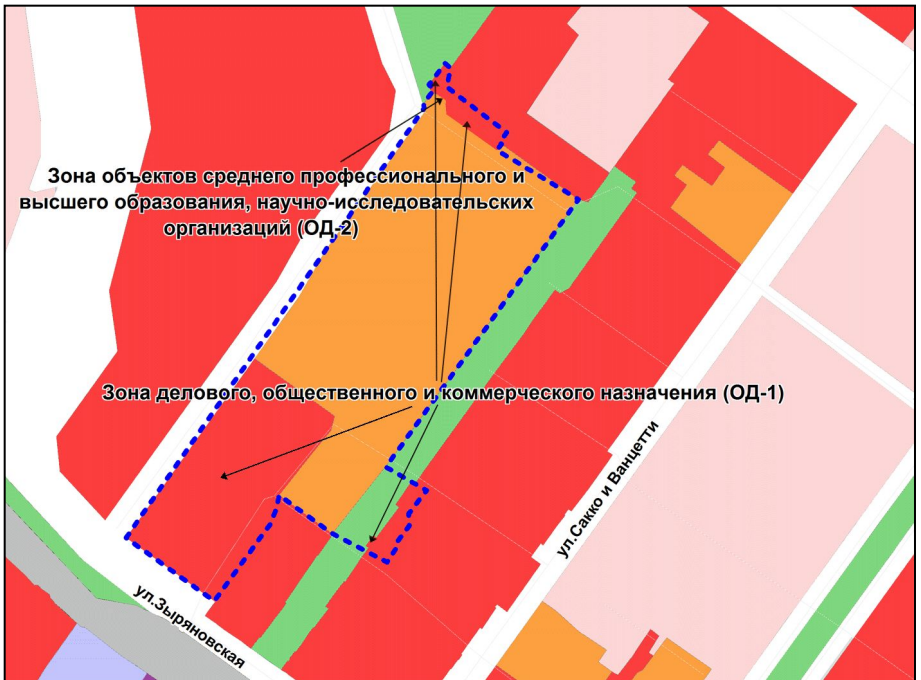 Зона объектов среднего профессионального и
высшего образования, научно-исследовательских
организаций (ОД-2)
Зона делового, общественного и коммерческого назначения (ОД-1)
ул.Сакко и Ванцетти
ул.Зыряновская